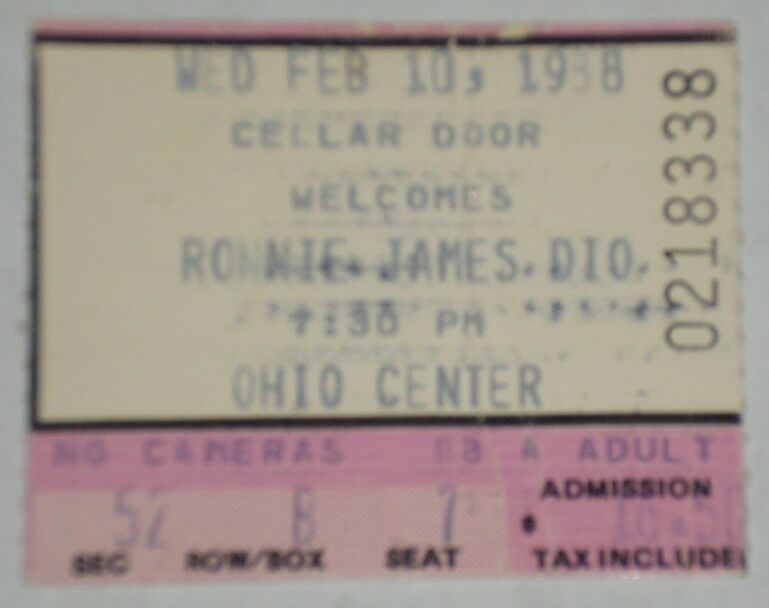 WED FEB 10, 1988
CELLAR DOOR
WELCOMES
RONNIE JAMES DIO
7:30 PM
OHIO CENTER
0218338
NO CAMERAS A ADULT
ADMISSION
52 B 7
SEC ROW/BOX SEAT TAX INCLUDED